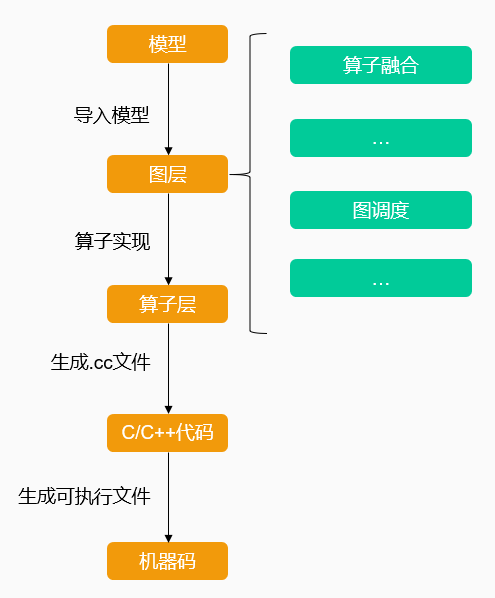 模型
导入模型
图层
算子实现
算子层
生成.cc文件
C/C++代码
生成可执行文件
机器码
算子融合
...
图调度
...